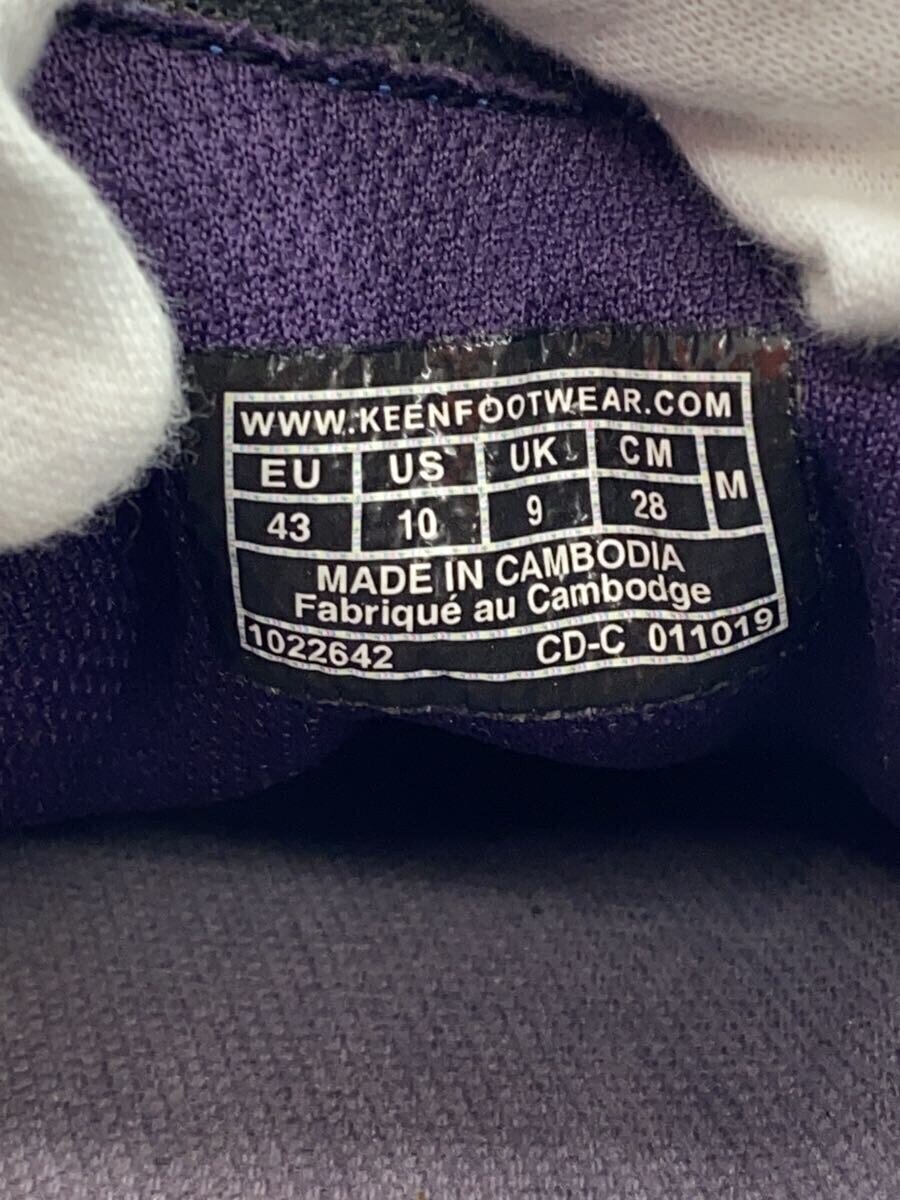 WWW.KEENFOOTWEAR.COM
EU US UK CM M
43 10 9 28
MADE IN CAMBODIA
Fabriqué au Cambodge
1022642 CD-C 011019